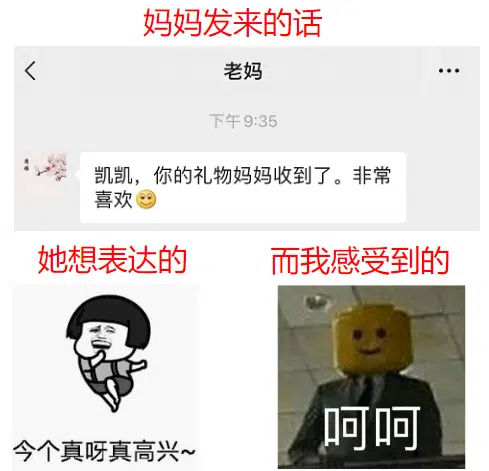 妈妈发来的话
老妈
下午9:35
凯凯，你的礼物妈妈收到了。非常
喜欢
她想表达的
而我感受到的
今个真呀真高兴~
呵呵